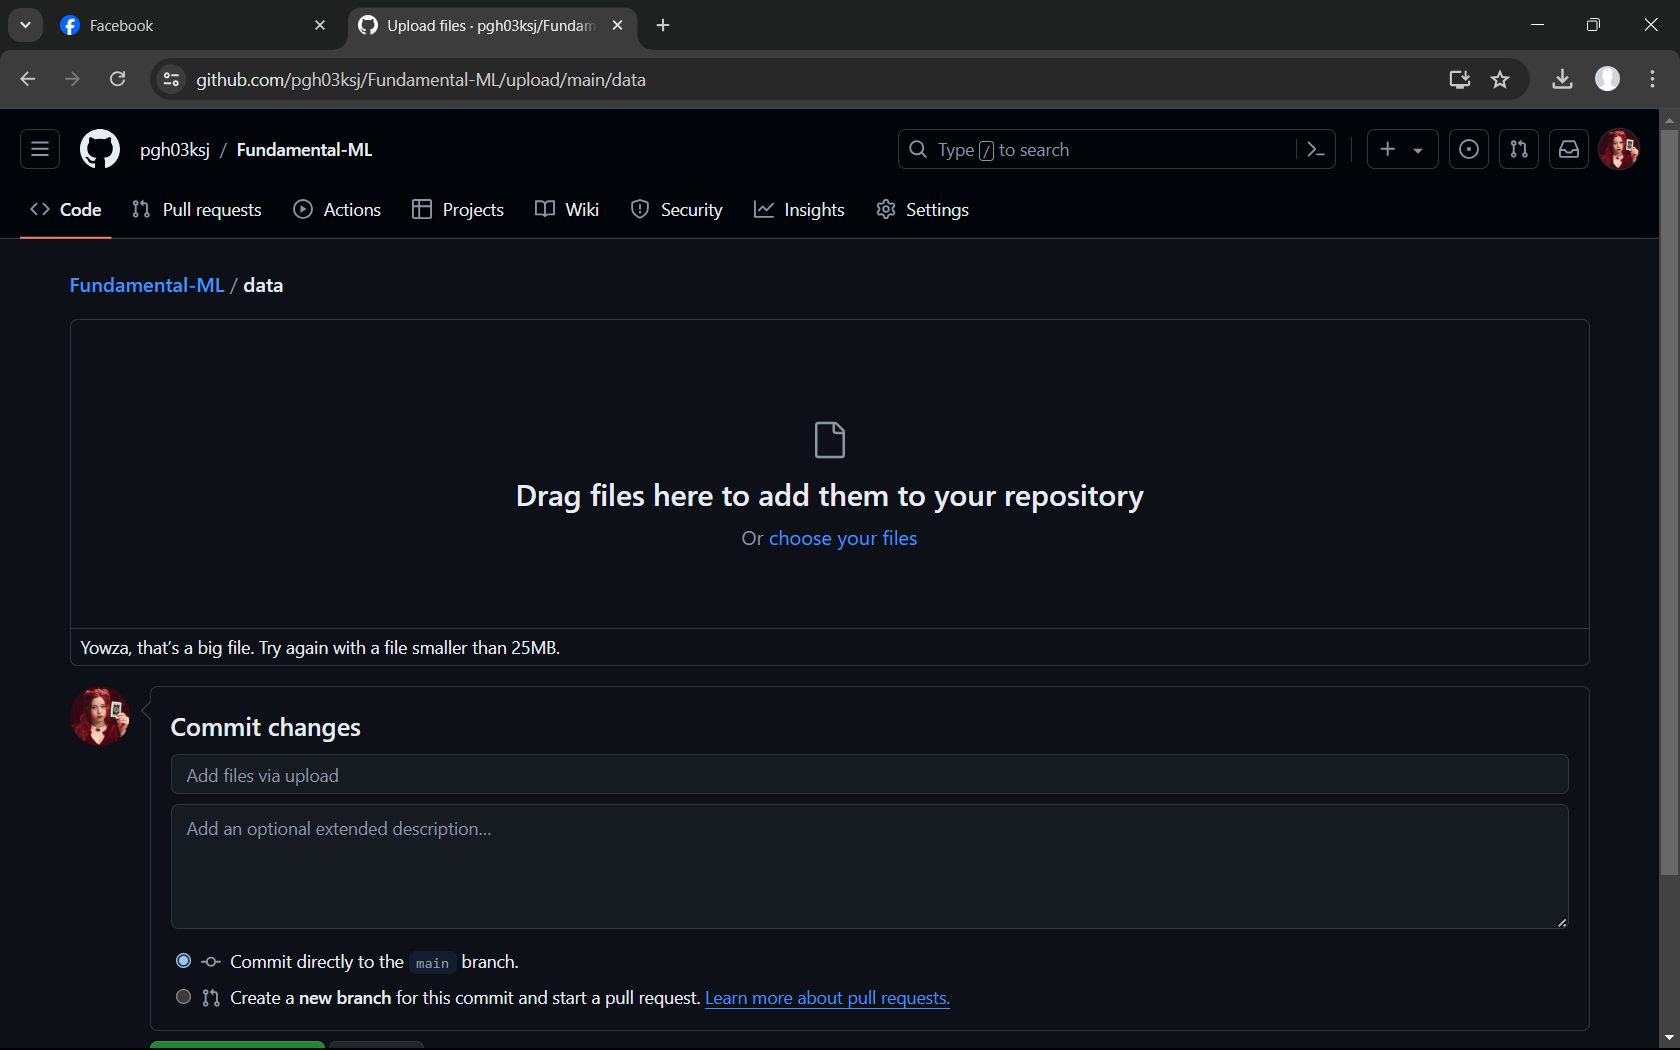 Facebook
Upload files · pgh03ksj/Fundam
github.com/pgh03ksj/Fundamental-ML/upload/main/data
pgh03ksj / Fundamental-ML
Type / to search
Code
Pull requests
Actions
Projects
Wiki
Security
Insights
Settings
Fundamental-ML / data
Drag files here to add them to your repository
Or choose your files
Yowza, that's a big file. Try again with a file smaller than 25MB.
Commit changes
Add files via upload
Add an optional extended description...
Commit directly to the main branch.
Create a new branch for this commit and start a pull request. Learn more about pull requests.